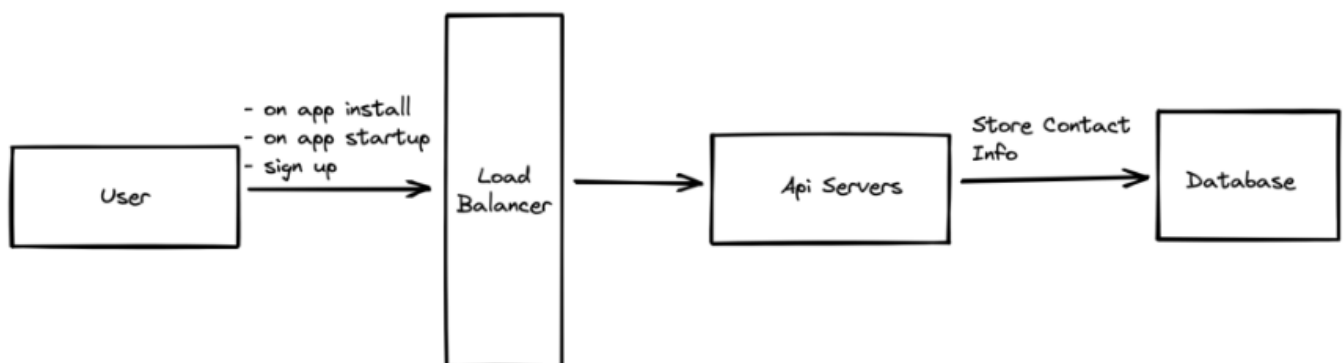 User
- on app install
- on app startup
- sign up
Load
Balancer
Api Servers
Store Contact
Info
Database